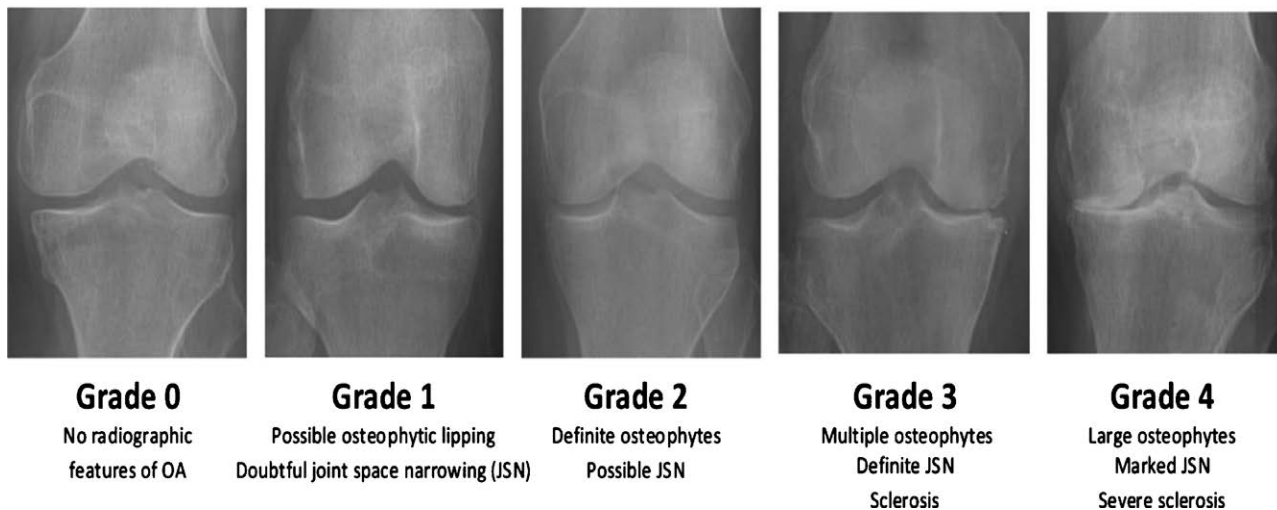 Grade 0
No radiographic
features of OA
Grade 1
Possible osteophytic lipping
Doubtful joint space narrowing (JSN)
Grade 2
Definite osteophytes
Possible JSN
Grade 3
Multiple osteophytes
Definite JSN
Sclerosis
Grade 4
Large osteophytes
Marked JSN
Severe sclerosis